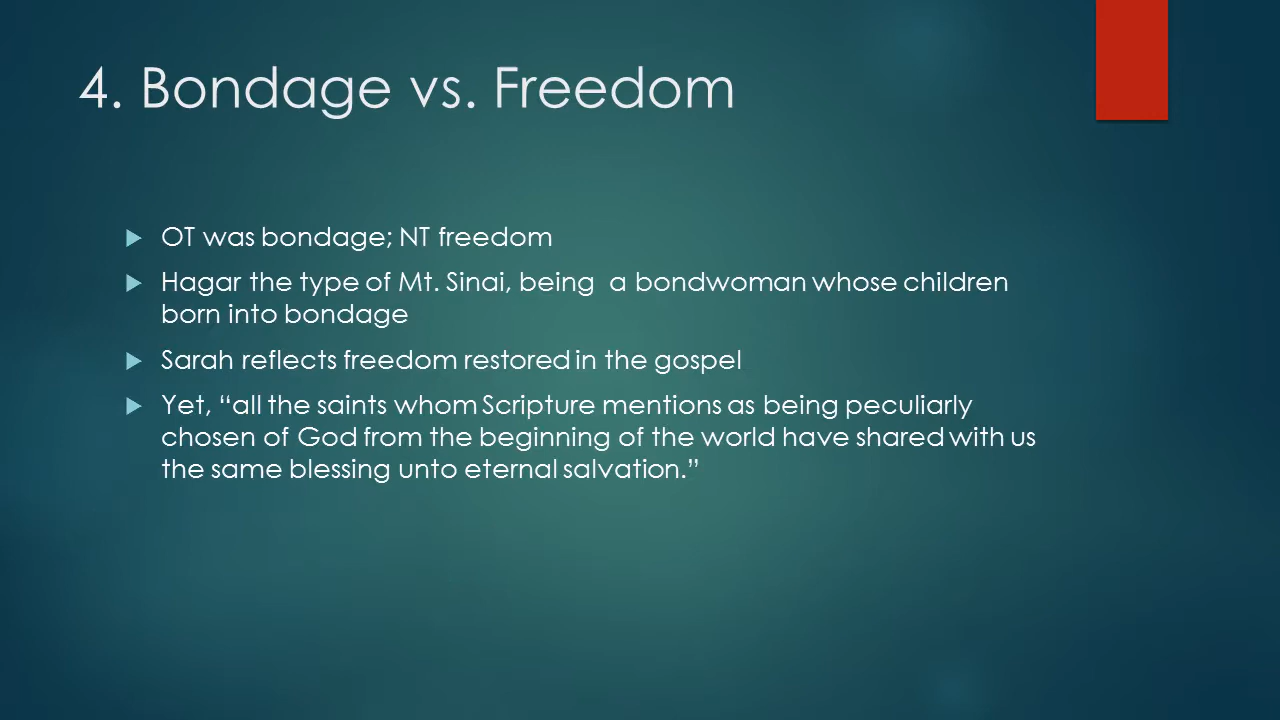 4. Bondage vs. Freedom
OT was bondage; NT freedom
Hagar the type of Mt. Sinai, being a bondwoman whose children
born into bondage
Sarah reflects freedom restored in the gospel
Yet, “all the saints whom Scripture mentions as being peculiarly
chosen of God from the beginning of the world have shared with us
the same blessing unto eternal salvation.”